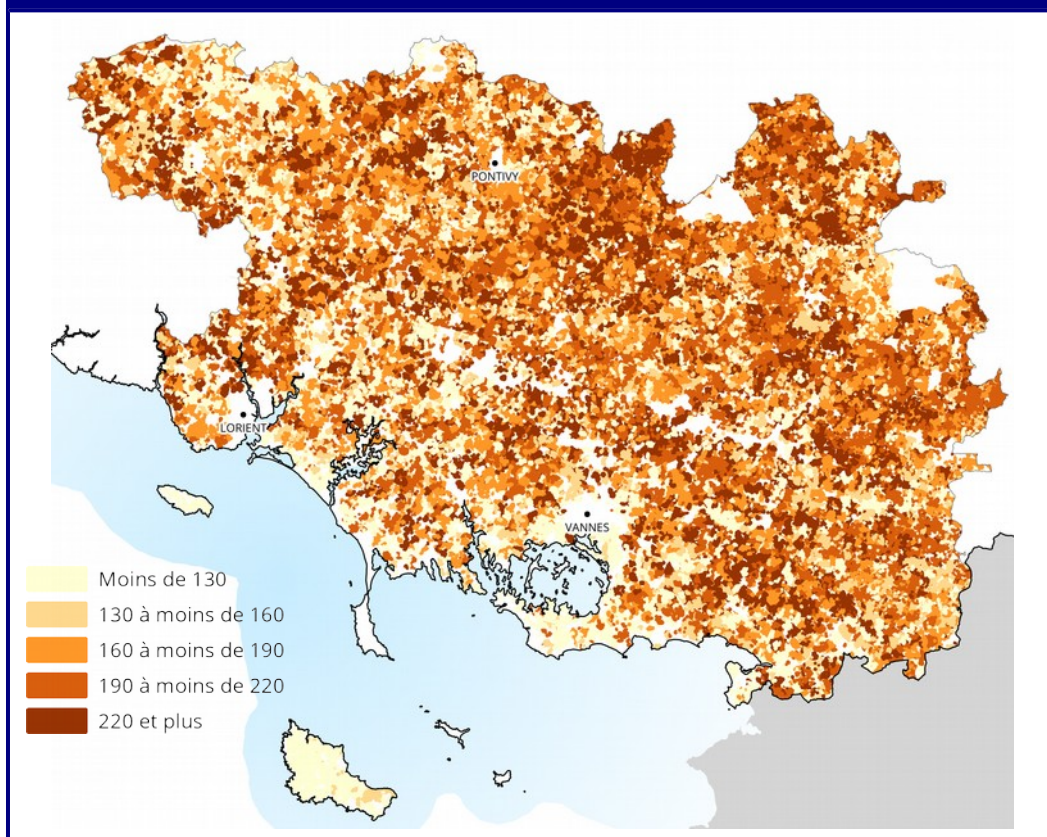 PONTIVY
LORIENT
VANNES
Moins de 130
130 à moins de 160
160 à moins de 190
190 à moins de 220
220 et plus